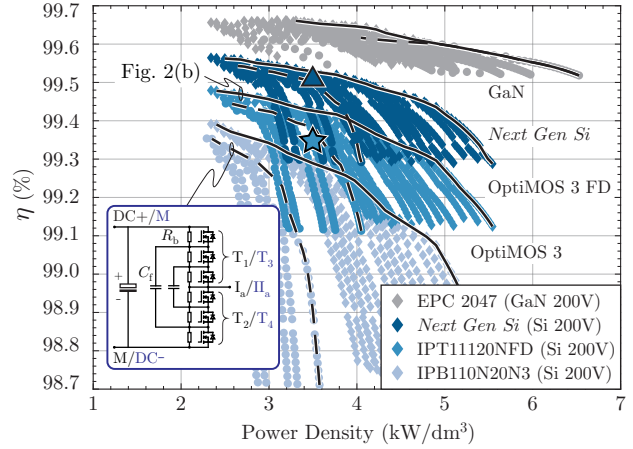 99.7
99.6
99.5
99.4
99.3
99.2
99.1
99.0
98.9
98.8
98.7
η (%)
GaN
Fig. 2(b)
Next Gen Si
OptiMOS 3 FD
OptiMOS 3
DC+/M
R_b
T_1/T_3
C_f
+
-
I_a/II_a
T_2/T_4
M/DC-
EPC 2047 (GaN 200V)
Next Gen Si (Si 200V)
IPT11120NFD (Si 200V)
IPB110N20N3 (Si 200V)
1 2 3 4 5 6 7
Power Density (kW/dm³)